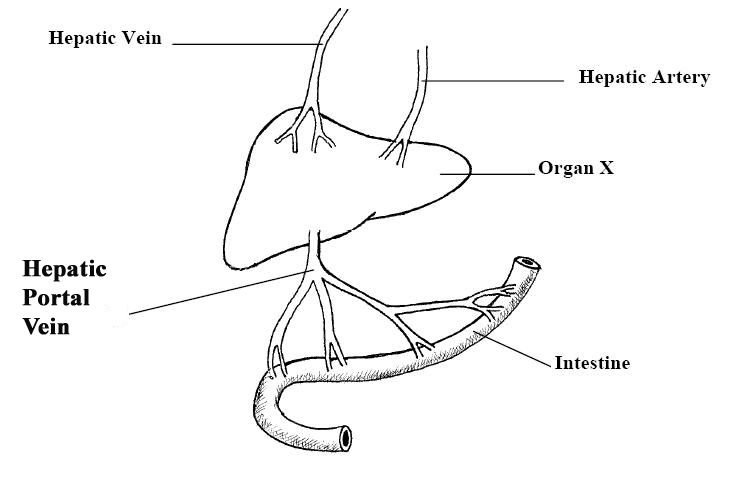 Hepatic Vein
Hepatic Artery
Organ X
Hepatic
Portal
Vein
Intestine